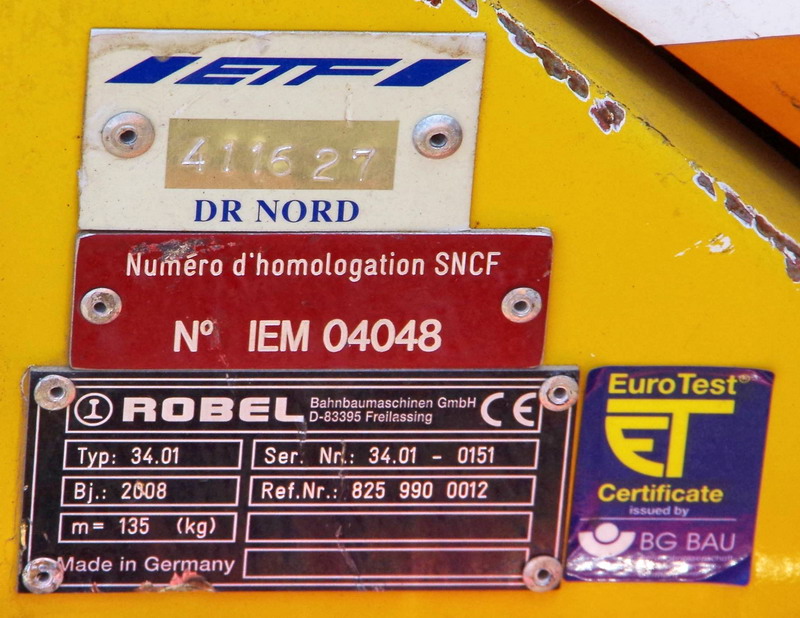 ETF
411627
DR NORD
Numéro d'homologation SNCF
Nº IEM 04048
ROBEL
Bahnbaumaschinen GmbH
D-83395 Freilassing
CE
Typ: 34.01
Ser. Nr.: 34.01 - 0151
Bj.: 2008
Ref.Nr.: 825 990 0012
m= 135 (kg)
Made in Germany
EuroTest®
ET
Certificate
issued by
BG BAU